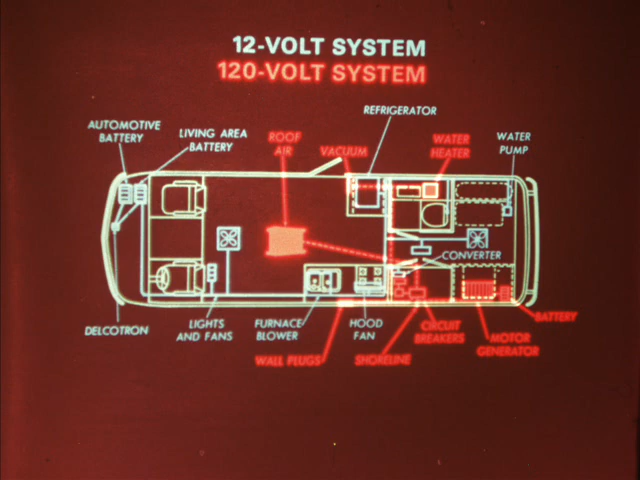 12-VOLT SYSTEM
120-VOLT SYSTEM
REFRIGERATOR
AUTOMOTIVE
BATTERY
LIVING AREA
BATTERY
ROOF
AIR
VACUUM
WATER
HEATER
WATER
PUMP
CONVERTER
DELCOTRON
LIGHTS
AND FANS
FURNACE
BLOWER
HOOD
FAN
CIRCUIT
BREAKERS
BATTERY
WALL PLUGS
SHORELINE
MOTOR
GENERATOR